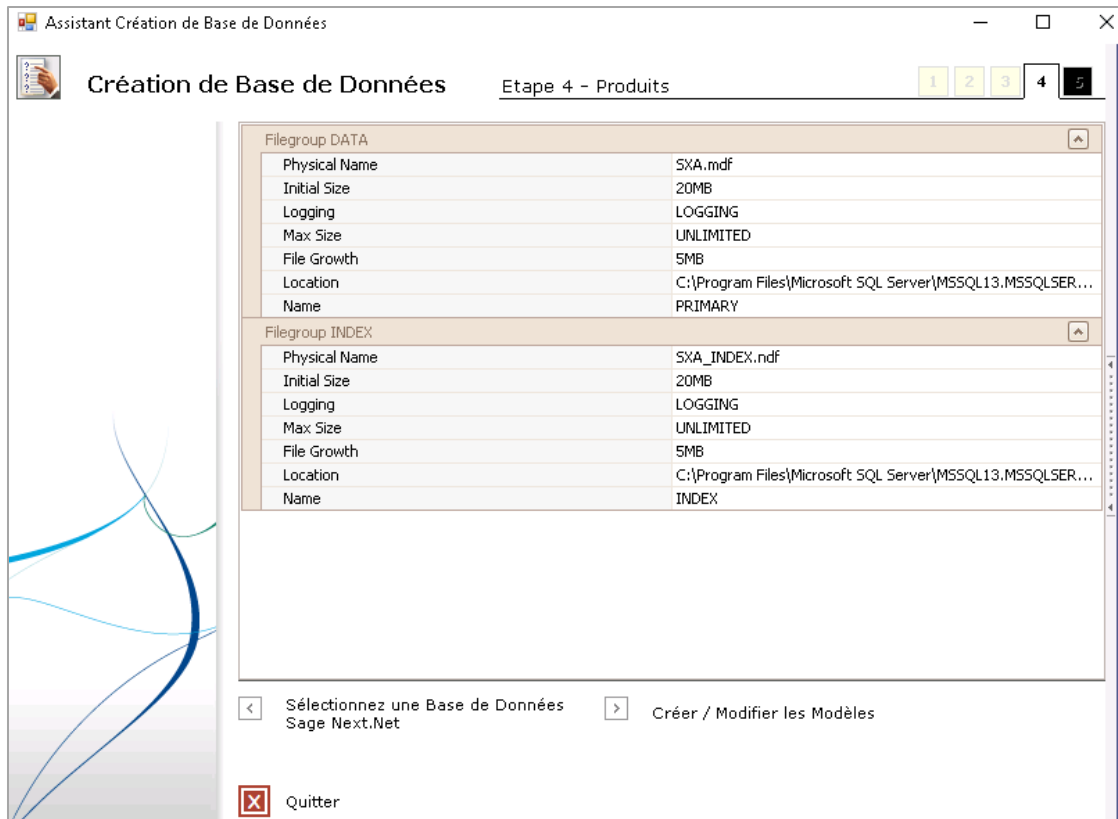 Assistant Création de Base de Données
Création de Base de Données Etape 4 - Produits 1 2 3 4 5
Filegroup DATA
Physical Name SXA.mdf
Initial Size 20MB
Logging LOGGING
Max Size UNLIMITED
File Growth 5MB
Location C:\Program Files\Microsoft SQL Server\MSSQL13.MSSQLSER...
Name PRIMARY
Filegroup INDEX
Physical Name SXA_INDEX.ndf
Initial Size 20MB
Logging LOGGING
Max Size UNLIMITED
File Growth 5MB
Location C:\Program Files\Microsoft SQL Server\MSSQL13.MSSQLSER...
Name INDEX
Sélectionnez une Base de Données
Sage Next.Net
Créer / Modifier les Modèles
Quitter